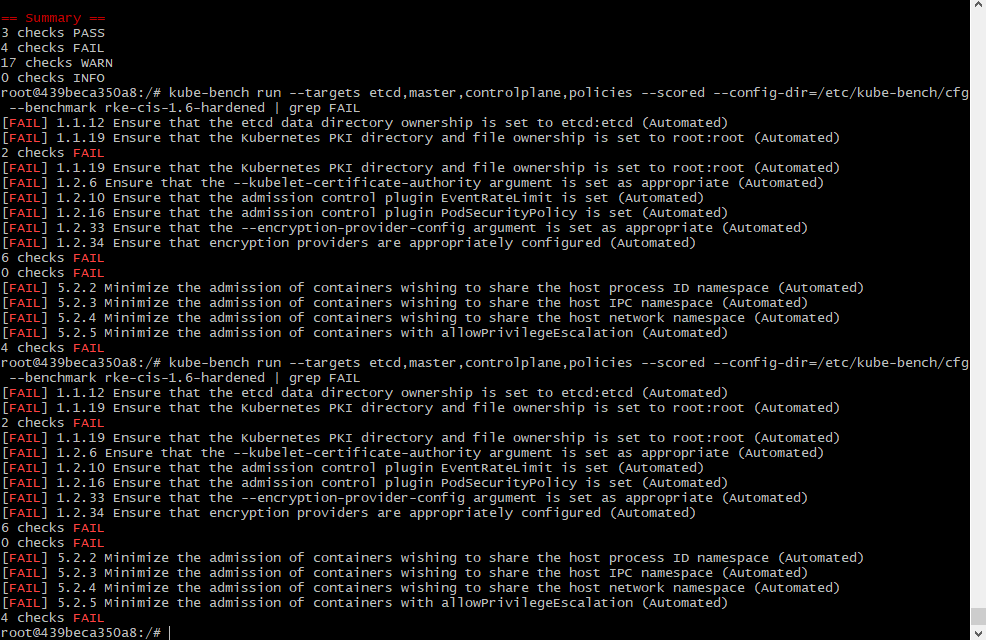 == Summary ==
3 checks PASS
4 checks FAIL
17 checks WARN
0 checks INFO
root@439beca350a8:/# kube-bench run --targets etcd,master,controlplane,policies --scored --config-dir=/etc/kube-bench/cfg
 --benchmark rke-cis-1.6-hardened | grep FAIL
[FAIL] 1.1.12 Ensure that the etcd data directory ownership is set to etcd:etcd (Automated)
[FAIL] 1.1.19 Ensure that the Kubernetes PKI directory and file ownership is set to root:root (Automated)
2 checks FAIL
[FAIL] 1.1.19 Ensure that the Kubernetes PKI directory and file ownership is set to root:root (Automated)
[FAIL] 1.2.6 Ensure that the --kubelet-certificate-authority argument is set as appropriate (Automated)
[FAIL] 1.2.10 Ensure that the admission control plugin EventRateLimit is set (Automated)
[FAIL] 1.2.16 Ensure that the admission control plugin PodSecurityPolicy is set (Automated)
[FAIL] 1.2.33 Ensure that the --encryption-provider-config argument is set as appropriate (Automated)
[FAIL] 1.2.34 Ensure that encryption providers are appropriately configured (Automated)
6 checks FAIL
0 checks FAIL
[FAIL] 5.2.2 Minimize the admission of containers wishing to share the host process ID namespace (Automated)
[FAIL] 5.2.3 Minimize the admission of containers wishing to share the host IPC namespace (Automated)
[FAIL] 5.2.4 Minimize the admission of containers wishing to share the host network namespace (Automated)
[FAIL] 5.2.5 Minimize the admission of containers with allowPrivilegeEscalation (Automated)
4 checks FAIL
root@439beca350a8:/# kube-bench run --targets etcd,master,controlplane,policies --scored --config-dir=/etc/kube-bench/cfg
 --benchmark rke-cis-1.6-hardened | grep FAIL
[FAIL] 1.1.12 Ensure that the etcd data directory ownership is set to etcd:etcd (Automated)
[FAIL] 1.1.19 Ensure that the Kubernetes PKI directory and file ownership is set to root:root (Automated)
2 checks FAIL
[FAIL] 1.1.19 Ensure that the Kubernetes PKI directory and file ownership is set to root:root (Automated)
[FAIL] 1.2.6 Ensure that the --kubelet-certificate-authority argument is set as appropriate (Automated)
[FAIL] 1.2.10 Ensure that the admission control plugin EventRateLimit is set (Automated)
[FAIL] 1.2.16 Ensure that the admission control plugin PodSecurityPolicy is set (Automated)
[FAIL] 1.2.33 Ensure that the --encryption-provider-config argument is set as appropriate (Automated)
[FAIL] 1.2.34 Ensure that encryption providers are appropriately configured (Automated)
6 checks FAIL
0 checks FAIL
[FAIL] 5.2.2 Minimize the admission of containers wishing to share the host process ID namespace (Automated)
[FAIL] 5.2.3 Minimize the admission of containers wishing to share the host IPC namespace (Automated)
[FAIL] 5.2.4 Minimize the admission of containers wishing to share the host network namespace (Automated)
[FAIL] 5.2.5 Minimize the admission of containers with allowPrivilegeEscalation (Automated)
4 checks FAIL
root@439beca350a8:/#